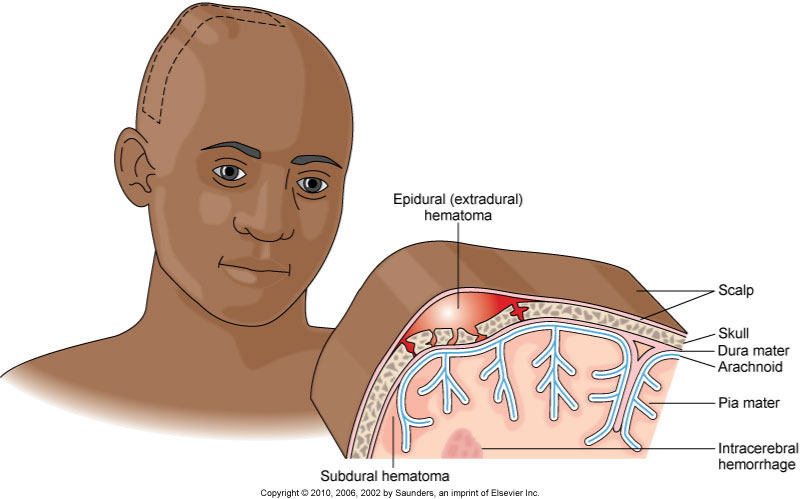 Epidural (extradural)
hematoma
Scalp
Skull
Dura mater
Arachnoid
Pia mater
Intracerebral
hemorrhage
Subdural hematoma
Copyright © 2010, 2006, 2002 by Saunders, an imprint of Elsevier Inc.